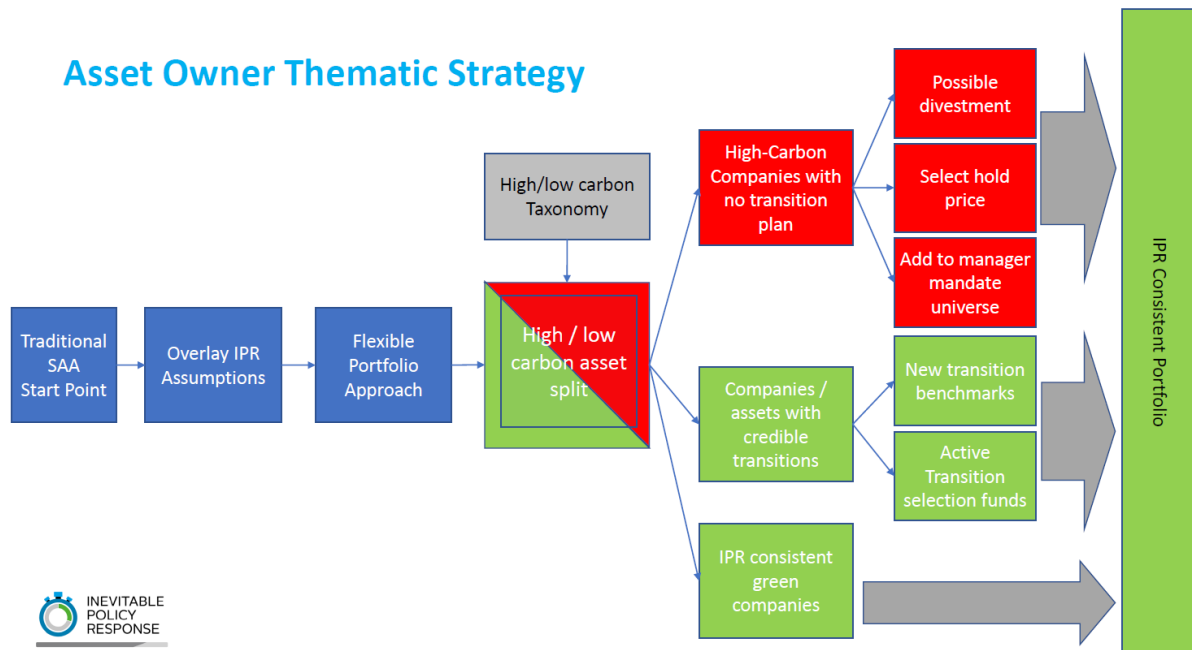 Asset Owner Thematic Strategy
Traditional
SAA
Start Point
Overlay IPR
Assumptions
Flexible
Portfolio
Approach
High/low carbon
Taxonomy
High / low
carbon asset
split
High-Carbon
Companies with
no transition
plan
Possible
divestment
Select hold
price
Add to manager
mandate
universe
Companies /
assets with
credible
transitions
New transition
benchmarks
Active
Transition
selection funds
IPR consistent
green
companies
IPR Consistent Portfolio
INEVITABLE
POLICY
RESPONSE